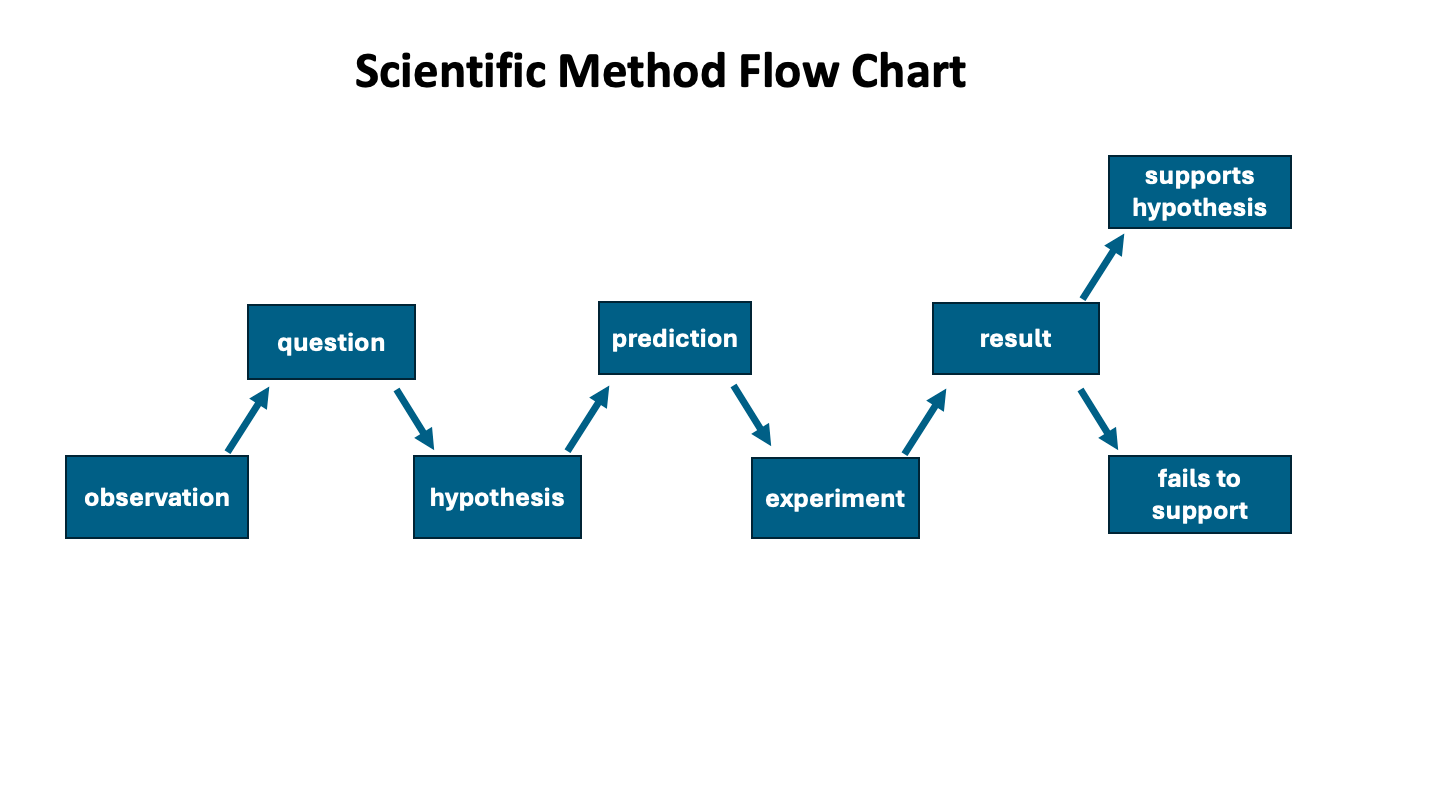 Scientific Method Flow Chart
observation
question
hypothesis
prediction
experiment
result
supports
hypothesis
fails to
support